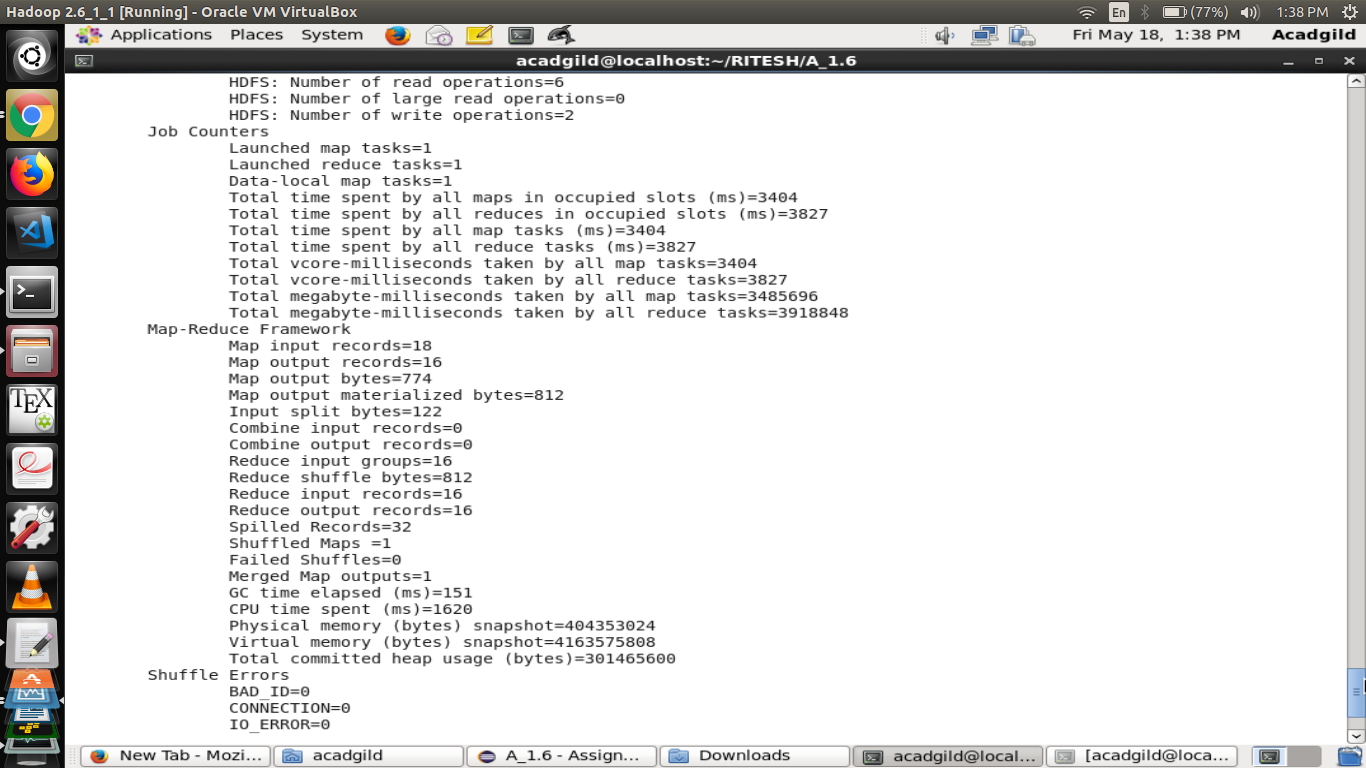 Hadoop 2.6_1_1 [Running] - Oracle VM VirtualBox
En
(77%)
1:38 PM
Applications Places System
Fri May 18, 1:38 PM
Acadgild
acadgild@localhost:~/RITESH/A_1.6
HDFS: Number of read operations=6
HDFS: Number of large read operations=0
HDFS: Number of write operations=2
Job Counters
Launched map tasks=1
Launched reduce tasks=1
Data-local map tasks=1
Total time spent by all maps in occupied slots (ms)=3404
Total time spent by all reduces in occupied slots (ms)=3827
Total time spent by all map tasks (ms)=3404
Total time spent by all reduce tasks (ms)=3827
Total vcore-milliseconds taken by all map tasks=3404
Total vcore-milliseconds taken by all reduce tasks=3827
Total megabyte-milliseconds taken by all map tasks=3485696
Total megabyte-milliseconds taken by all reduce tasks=3918848
Map-Reduce Framework
Map input records=18
Map output records=16
Map output bytes=774
Map output materialized bytes=812
Input split bytes=122
Combine input records=0
Combine output records=0
Reduce input groups=16
Reduce shuffle bytes=812
Reduce input records=16
Reduce output records=16
Spilled Records=32
Shuffled Maps =1
Failed Shuffles=0
Merged Map outputs=1
GC time elapsed (ms)=151
CPU time spent (ms)=1620
Physical memory (bytes) snapshot=404353024
Virtual memory (bytes) snapshot=4163575808
Total committed heap usage (bytes)=301465600
Shuffle Errors
BAD_ID=0
CONNECTION=0
IO_ERROR=0
TEX
New Tab - Mozi...
acadgild
A_1.6 - Assign...
Downloads
acadgild@local...
[acadgild@loca...